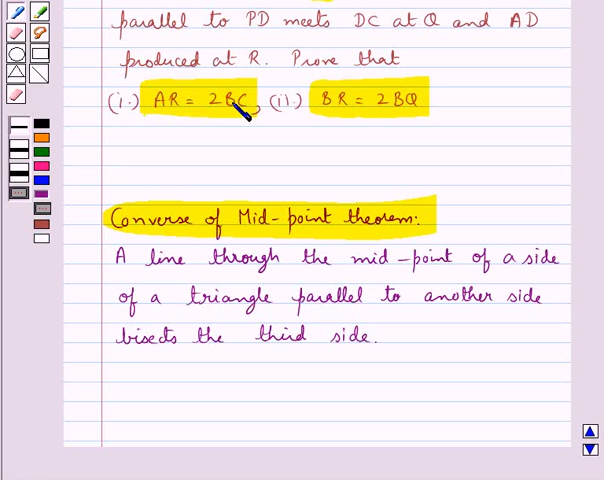 parallel to PD meets DC at Q and AD
produced at R. Prove that
(i.) AR = 2BC, (ii.) BR = 2BQ
Converse of Mid-point theorem:
A line through the mid-point of a side
of a triangle parallel to another side
bisects the third side.